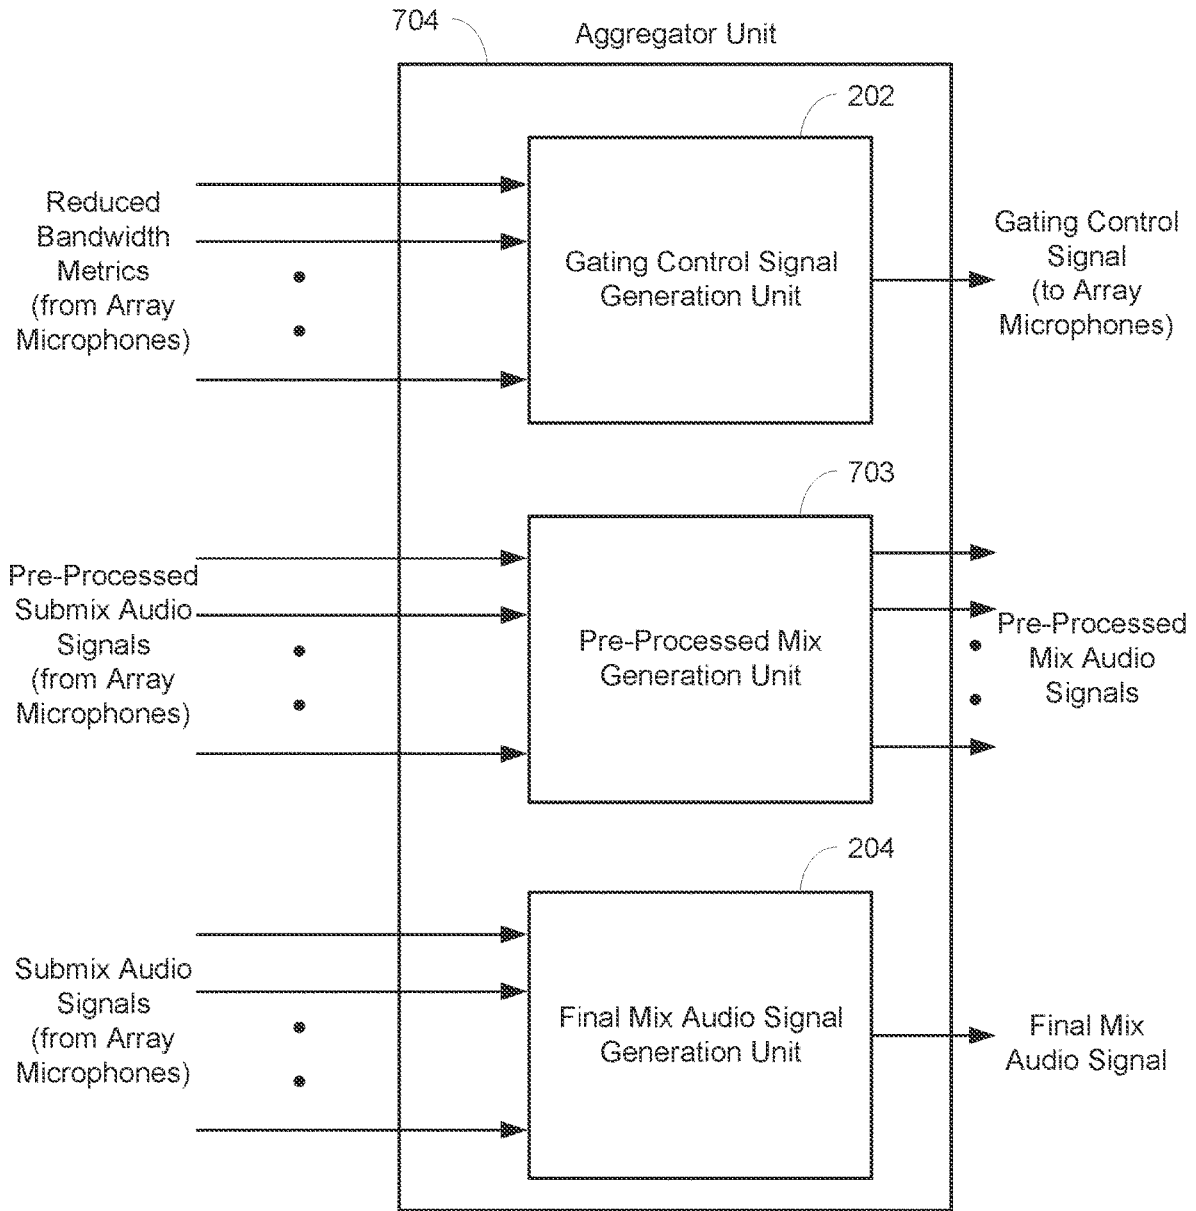 704
Aggregator Unit
202
Reduced
Bandwidth
Metrics
(from Array
Microphones)
Gating Control Signal
Generation Unit
Gating Control
Signal
(to Array
Microphones)
703
Pre-Processed
Submix Audio
Signals
(from Array
Microphones)
Pre-Processed Mix
Generation Unit
Pre-Processed
Mix Audio
Signals
204
Submix Audio
Signals
(from Array
Microphones)
Final Mix Audio Signal
Generation Unit
Final Mix
Audio Signal